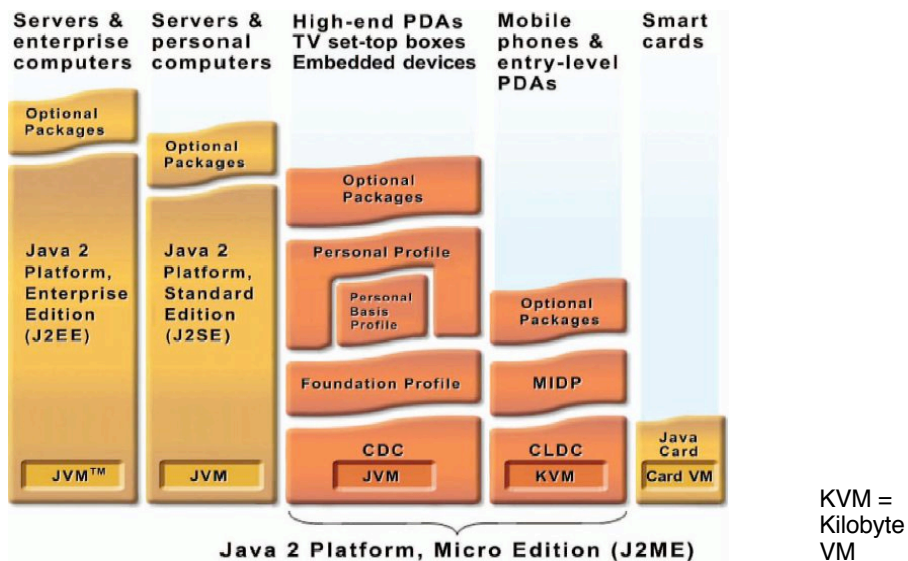 Servers &
enterprise
computers
Servers &
personal
computers
High-end PDAs
TV set-top boxes
Embedded devices
Mobile
phones &
entry-level
PDAs
Smart
cards
Optional
Packages
Java 2
Platform,
Enterprise
Edition
(J2EE)
JVM™
Optional
Packages
Java 2
Platform,
Standard
Edition
(J2SE)
JVM
Optional
Packages
Personal Profile
Personal
Basis
Profile
Foundation Profile
CDC
JVM
Optional
Packages
MIDP
CLDC
KVM
Java
Card
Card VM
Java 2 Platform, Micro Edition (J2ME)
KVM =
Kilobyte
VM